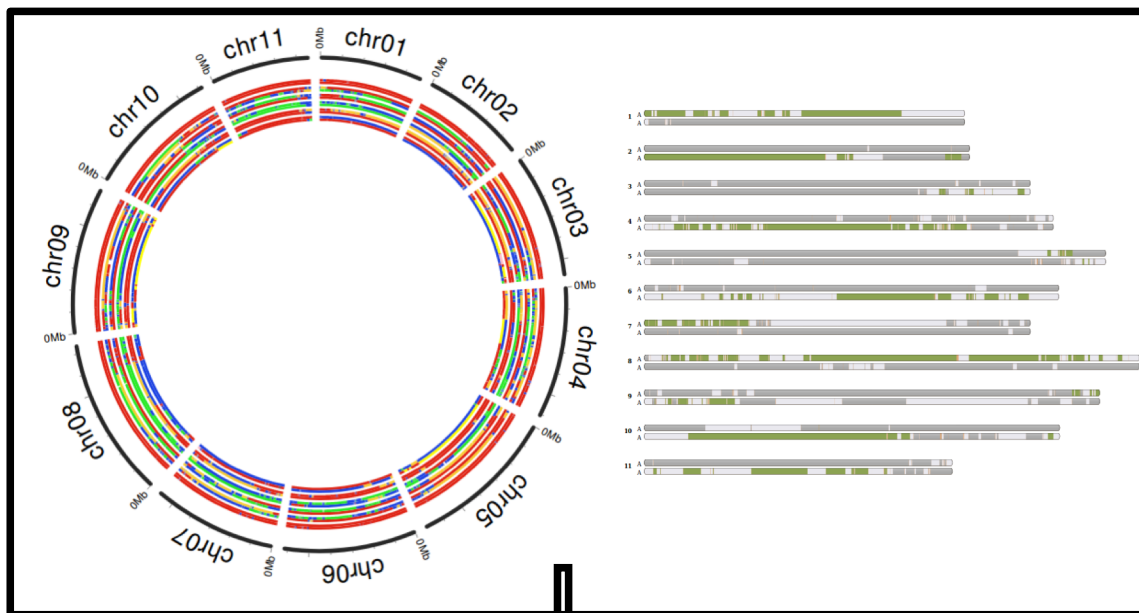 chr01
chr02
chr03
chr04
chr05
chr06
chr07
chr08
chr09
chr10
chr11
0Mb
0Mb
0Mb
0Mb
0Mb
0Mb
0Mb
0Mb
0Mb
0Mb
0Mb
1 A
A
2 A
A
3 A
A
4 A
A
5 A
A
6 A
A
7 A
A
8 A
A
9 A
A
10 A
A
11 A
A